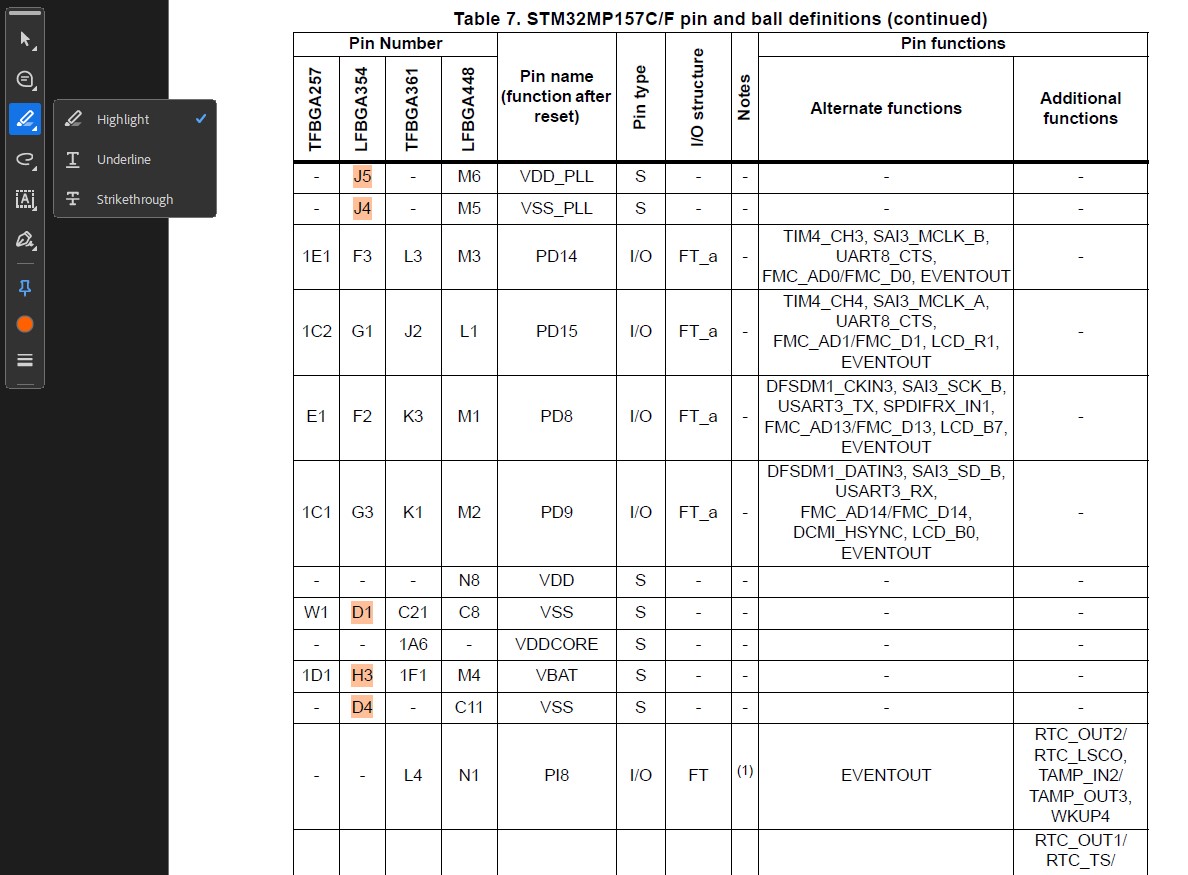 Highlight
Underline
Strikethrough
Table 7. STM32MP157C/F pin and ball definitions (continued)
Pin Number
Pin functions
TFBGA257
LFBGA354
TFBGA361
LFBGA448
Pin name
(function after
reset)
Pin type
I/O structure
Notes
Alternate functions
Additional
functions
- J5 - M6 VDD_PLL S - - - -
- J4 - M5 VSS_PLL S - - - -
TIM4_CH3, SAI3_MCLK_B,
1E1 F3 L3 M3 PD14 I/O FT_a - UART8_CTS, -
FMC_AD0/FMC_D0, EVENTOUT
TIM4_CH4, SAI3_MCLK_A,
UART8_CTS,
1C2 G1 J2 L1 PD15 I/O FT_a - -
FMC_AD1/FMC_D1, LCD_R1,
EVENTOUT
DFSDM1_CKIN3, SAI3_SCK_B,
USART3_TX, SPDIFRX_IN1,
E1 F2 K3 M1 PD8 I/O FT_a - -
FMC_AD13/FMC_D13, LCD_B7,
EVENTOUT
DFSDM1_DATIN3, SAI3_SD_B,
USART3_RX,
1C1 G3 K1 M2 PD9 I/O FT_a - FMC_AD14/FMC_D14, -
DCMI_HSYNC, LCD_B0,
EVENTOUT
- - - N8 VDD S - - - -
W1 D1 C21 C8 VSS S - - - -
- - 1A6 - VDDCORE S - - - -
1D1 H3 1F1 M4 VBAT S - - - -
- D4 - C11 VSS S - - - -
RTC_OUT2/
RTC_LSCO,
- - L4 N1 PI8 I/O FT (1) EVENTOUT TAMP_IN2/
TAMP_OUT3,
WKUP4
RTC_OUT1/
RTC_TS/